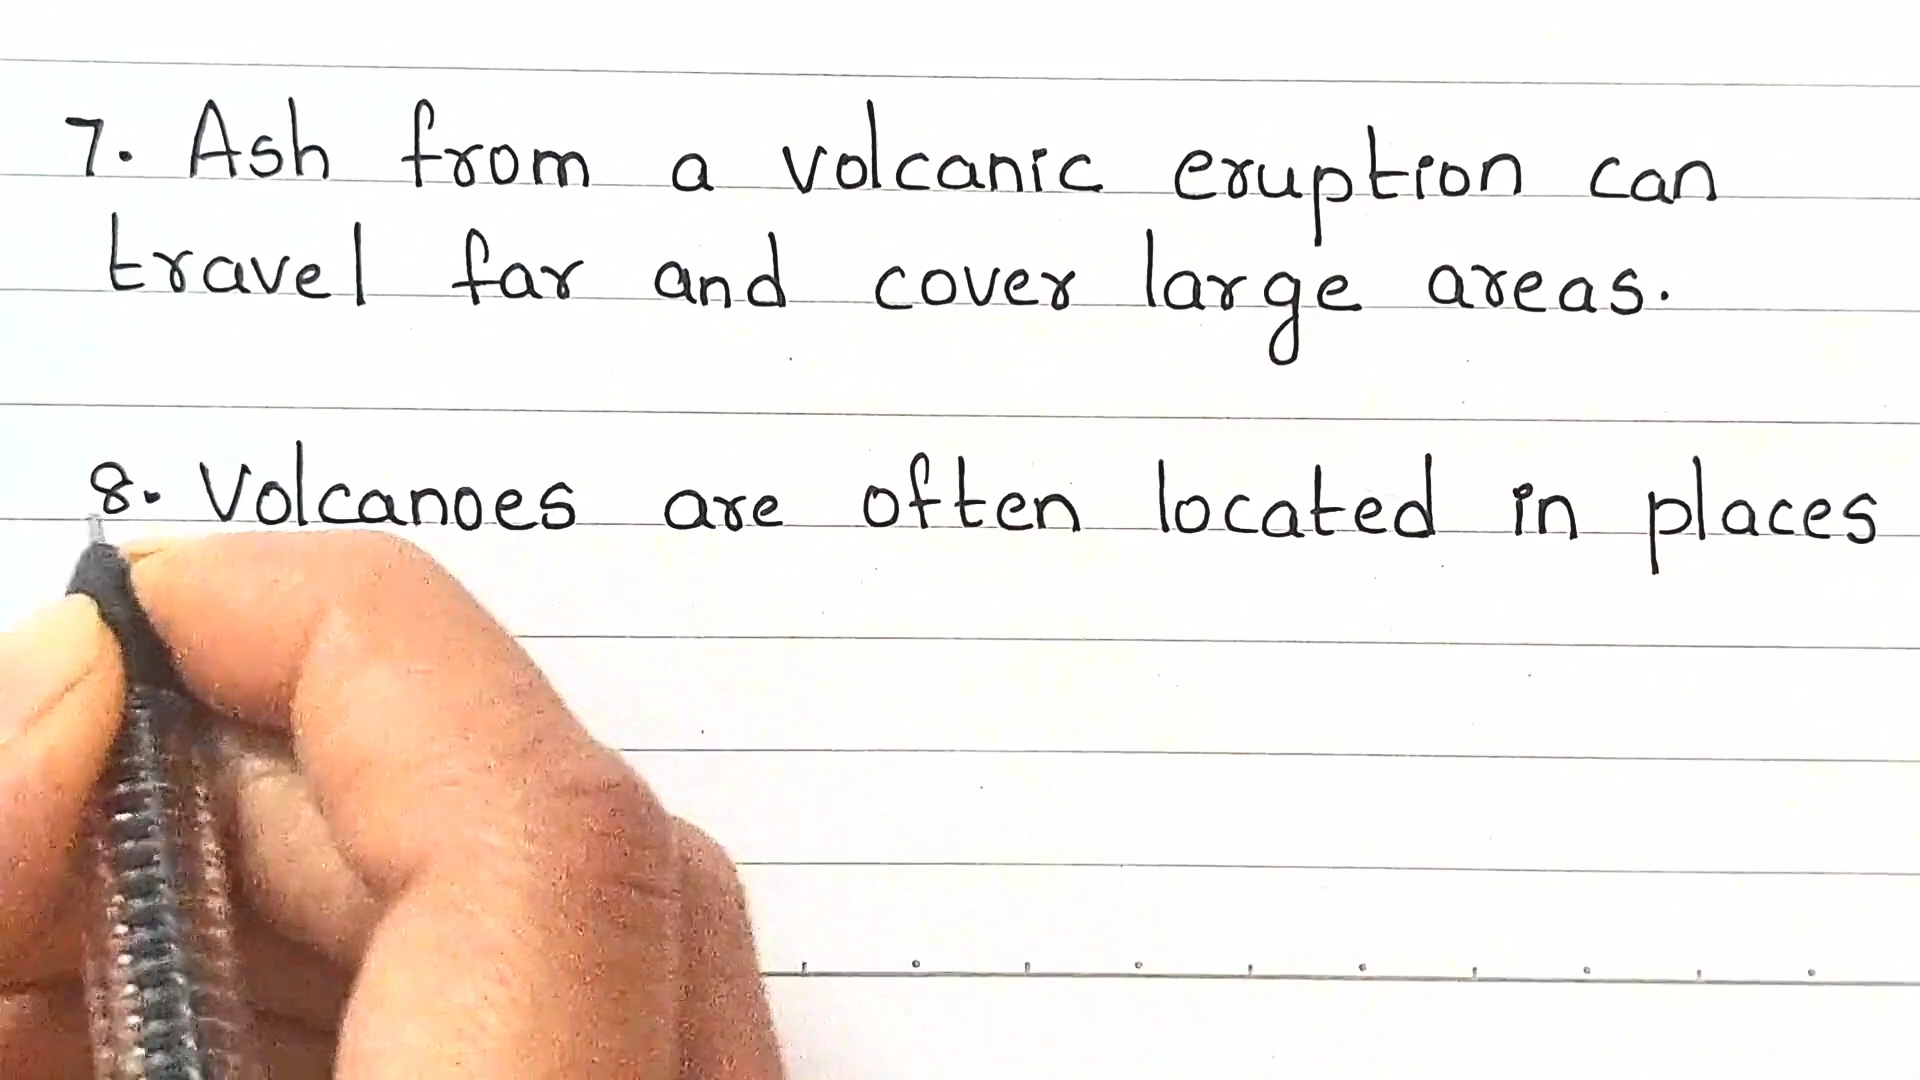 7. Ash from a volcanic eruption can
travel far and cover large areas.
8. Volcanoes are often located in places